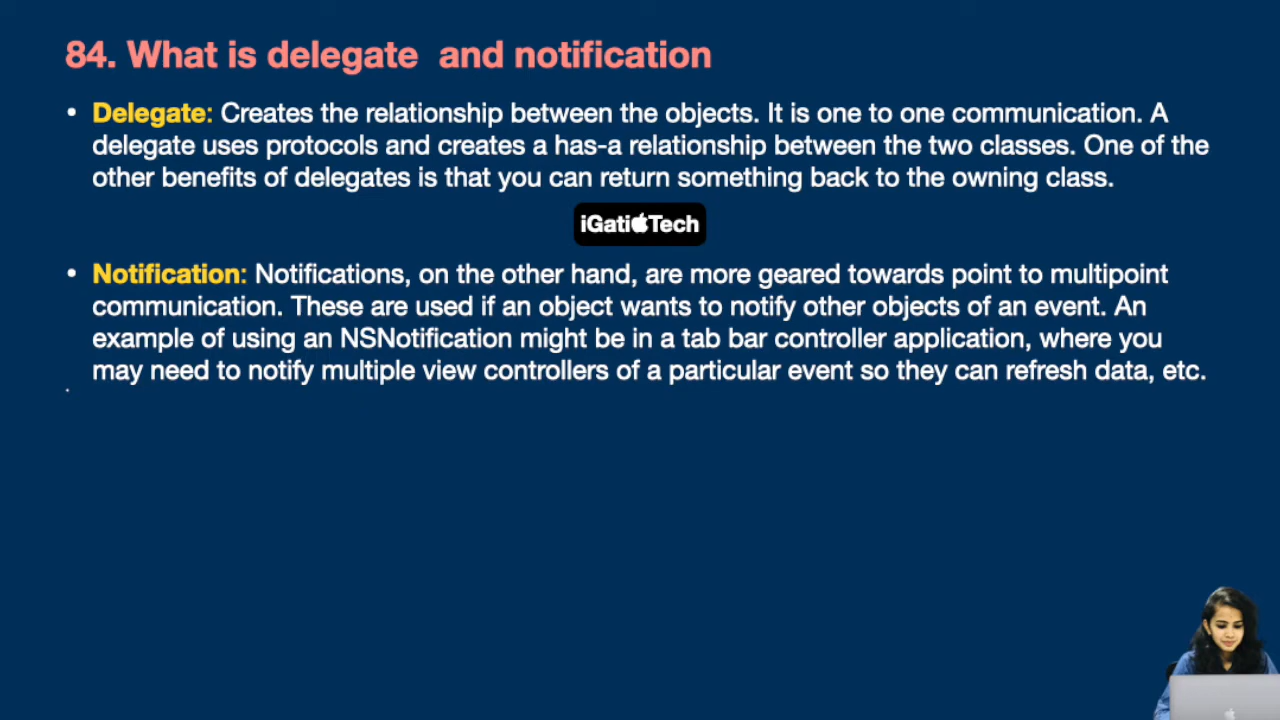 84. What is delegate and notification
• Delegate: Creates the relationship between the objects. It is one to one communication. A
delegate uses protocols and creates a has-a relationship between the two classes. One of the
other benefits of delegates is that you can return something back to the owning class.
iGatiTech
• Notification: Notifications, on the other hand, are more geared towards point to multipoint
communication. These are used if an object wants to notify other objects of an event. An
example of using an NSNotification might be in a tab bar controller application, where you
may need to notify multiple view controllers of a particular event so they can refresh data, etc.